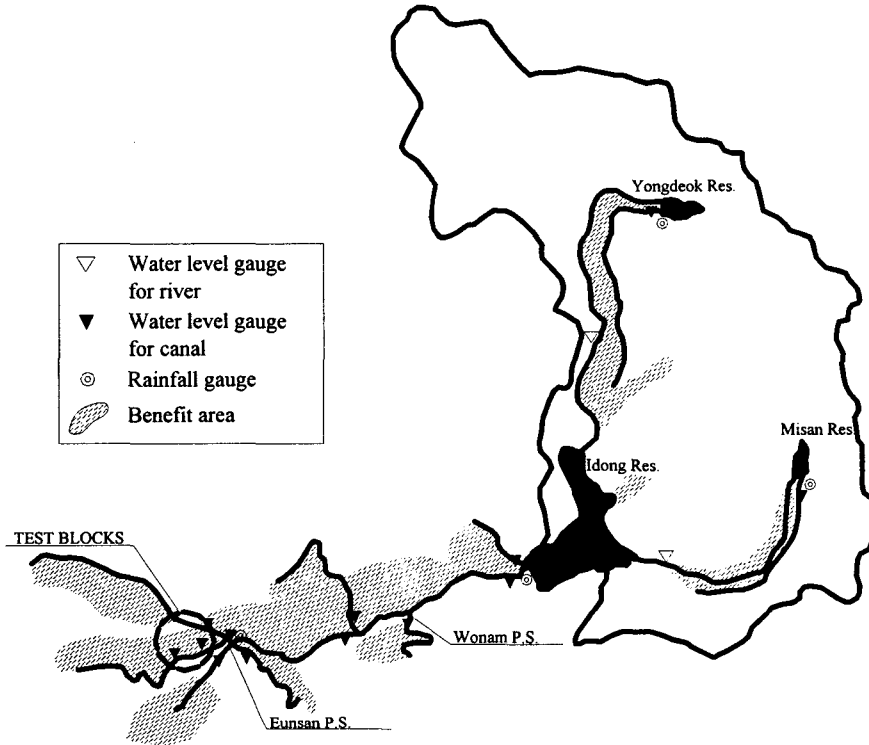 Yongdeok Res.
Water level gauge
for river
Water level gauge
for canal
Rainfall gauge
Benefit area
Misan Res.
Idong Res.
TEST BLOCKS
Wonam P.S.
Eunsan P.S.